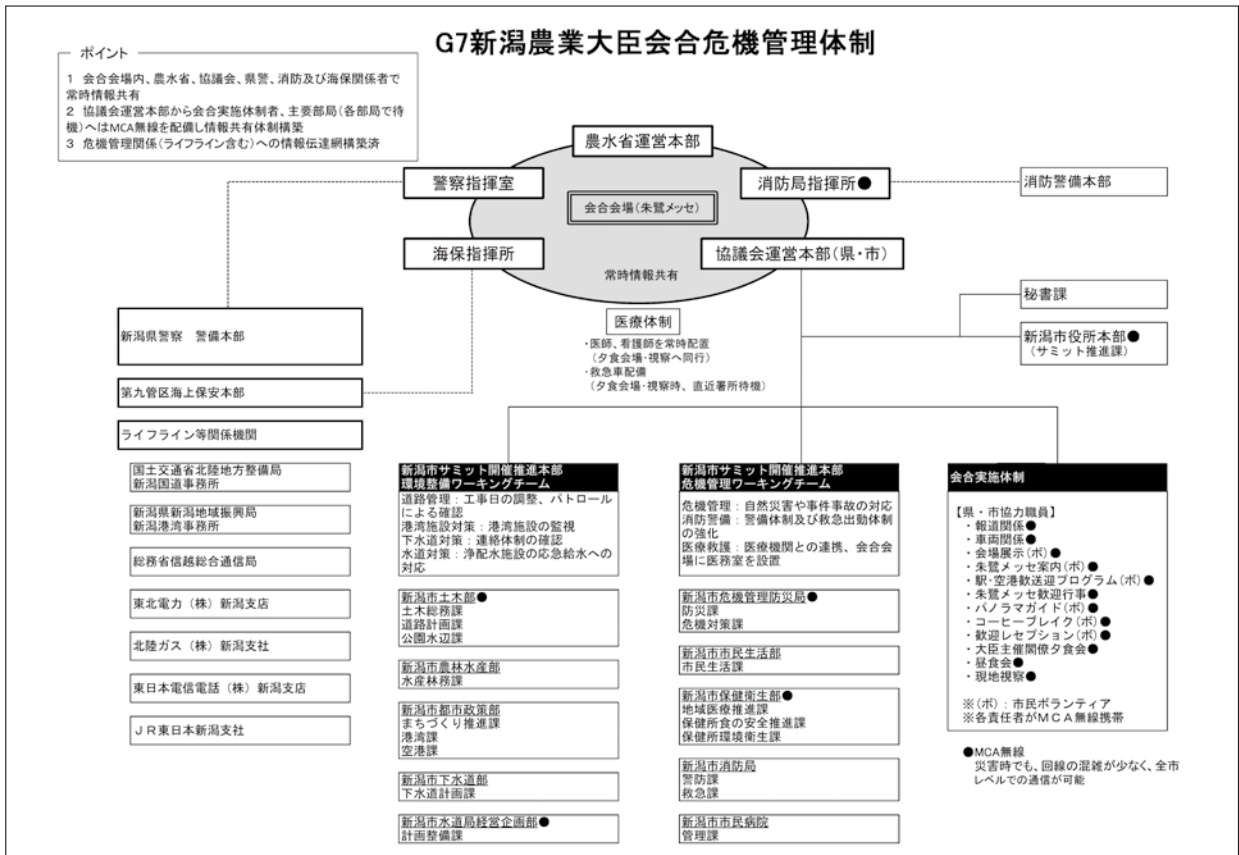 G7新潟農業大臣会合危機管理体制
ポイント
1 会合会場内、農水省、協議会、県警、消防及び海保関係者で
常時情報共有
2 協議会運営本部から会合実施体制者、主要部局(各部局で待
機)へはMCA無線を配備し情報共有体制構築
3 危機管理関係(ライフライン含む)への情報伝達網構築済
農水省運営本部
警察指揮室
消防局指揮所●
消防警備本部
会合会場(朱鷺メッセ)
海保指揮所
協議会運営本部(県・市)
常時情報共有
秘書課
新潟市役所本部●
(サミット推進課)
医療体制
・医師、看護師を常時配置
(夕食会場・視察へ同行)
・救急車配備
(夕食会場・視察時、直近署所待機)
新潟県警察 警備本部
第九管区海上保安本部
ライフライン等関係機関
国土交通省北陸地方整備局
新潟国道事務所
新潟県新潟地域振興局
新潟港湾事務所
総務省信越総合通信局
東北電力(株)新潟支店
北陸ガス(株)新潟支社
東日本電信電話(株)新潟支店
JR東日本新潟支社
新潟市サミット開催推進本部
環境整備ワーキングチーム
道路管理:工事日の調整、パトロール
による確認
港湾施設対策:港湾施設の監視
下水道対策:連絡体制の確認
水道対策:浄配水施設の応急給水への
対応
新潟市土木部●
土木総務課
道路計画課
公園水辺課
新潟市農林水産部
水産林務課
新潟市都市政策部
まちづくり推進課
港湾課
空港課
新潟市下水道部
下水道計画課
新潟市水道局経営企画部●
計画整備課
新潟市サミット開催推進本部
危機管理ワーキングチーム
危機管理:自然災害や事件事故の対応
消防警備:警備体制及び救急出動体制
の強化
医療救護:医療機関との連携、会合会
場に医務室を設置
新潟市危機管理防災局●
防災課
危機対策課
新潟市市民生活部
市民生活課
新潟市保健衛生部●
地域医療推進課
保健所食の安全推進課
保健所環境衛生課
新潟市消防局
警防課
救急課
新潟市市民病院
管理課
会合実施体制
【県・市協力職員】
・報道関係●
・車両関係●
・会場展示(ボ)●
・朱鷺メッセ案内(ボ)●
・駅・空港歓送迎プログラム(ボ)●
・朱鷺メッセ歓迎行事●
・パノラマガイド(ボ)●
・コーヒーブレイク(ボ)●
・歓迎レセプション(ボ)●
・大臣主催閣僚夕食会●
・昼食会●
・現地視察●
※(ボ):市民ボランティア
※各責任者がMCA無線携帯
●MCA無線
災害時でも、回線の混雑が少なく、全市
レベルでの通信が可能